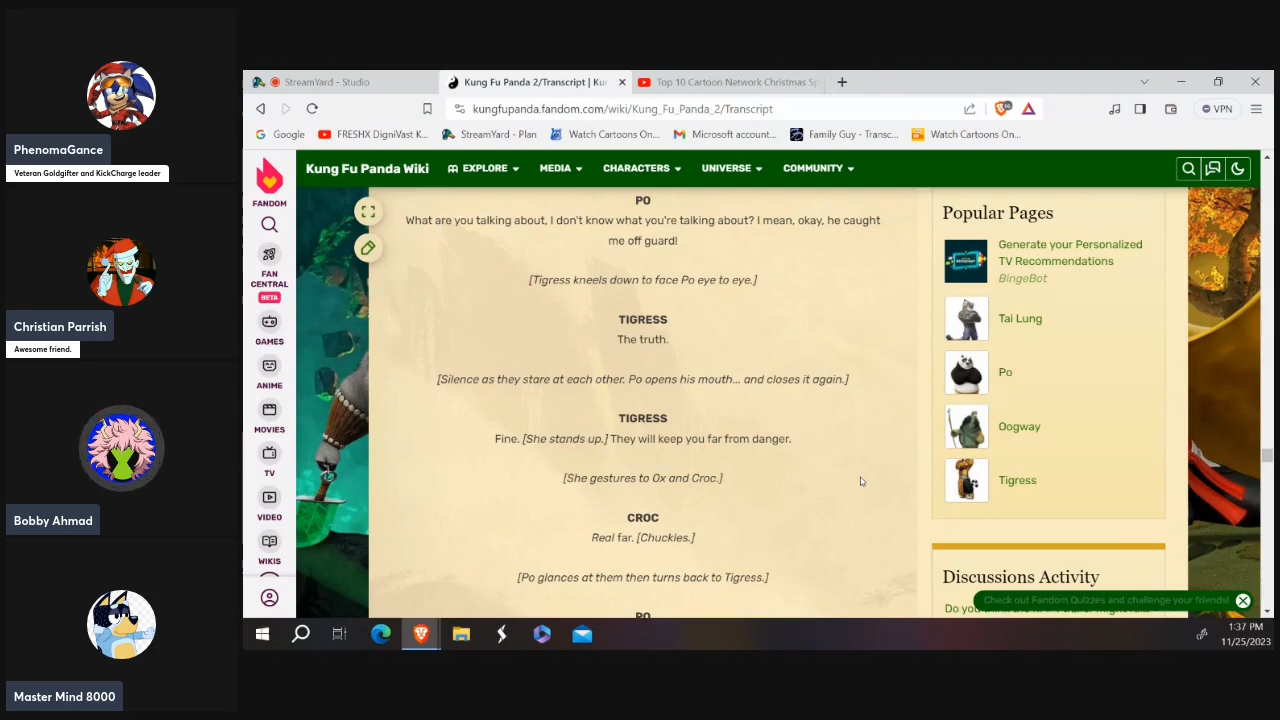 PhenomaGance
Veteran Goldgifter and KickCharge leader
Christian Parrish
Awesome friend.
Bobby Ahmad
Master Mind 8000
StreamYard - Studio
Kung Fu Panda 2/Transcript | Kun
Top 10 Cartoon Network Christmas Sp
kungfupanda.fandom.com/wiki/Kung_Fu_Panda_2/Transcript
VPN
Google
FRESHX DigniVast K...
StreamYard - Plan
Watch Cartoons On...
Microsoft account...
Family Guy - Transc...
Watch Cartoons On...
Kung Fu Panda Wiki
EXPLORE
MEDIA
CHARACTERS
UNIVERSE
COMMUNITY
FANDOM
FAN
CENTRAL
BETA
GAMES
ANIME
MOVIES
TV
VIDEO
WIKIS
PO
What are you talking about, I don't know what you're talking about? I mean, okay, he caught
me off guard!
[Tigress kneels down to face Po eye to eye.]
TIGRESS
The truth.
[Silence as they stare at each other. Po opens his mouth... and closes it again.]
TIGRESS
Fine. [She stands up.] They will keep you far from danger.
[She gestures to Ox and Croc.]
CROC
Real far. [Chuckles.]
[Po glances at them then turns back to Tigress.]
PO
Popular Pages
Generate your Personalized
TV Recommendations
BingeBot
Tai Lung
Po
Oogway
Tigress
Discussions Activity
Do you
Check out Fandom Quizzes and challenge your friends!
1:37 PM
11/25/2023